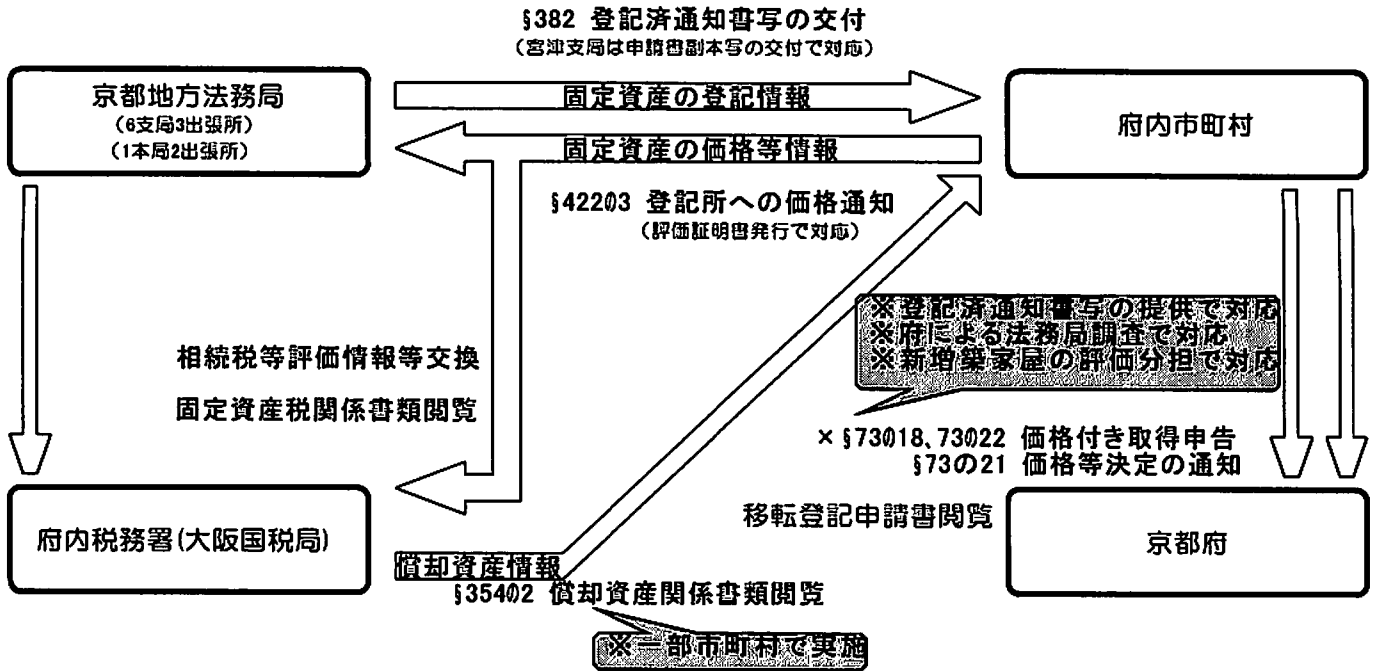 §382 登記済通知書写の交付
（宮津支局は申請書副本写の交付で対応）
京都地方法務局
（6支局3出張所）
（1本局2出張所）
固定資産の登記情報
府内市町村
固定資産の価格等情報
§422の3 登記所への価格通知
（評価証明書発行で対応）
※登記済通知書写の提供で対応
※府による法務局調査で対応
※新増築家屋の評価分担で対応
相続税等評価情報等交換
固定資産税関係書類閲覧
×§73の18、73の22 価格付き取得申告
§73の21 価格等決定の通知
移転登記申請書閲覧
府内税務署(大阪国税局)
京都府
償却資産情報
§354の2 償却資産関係書類閲覧
※一部市町村で実施